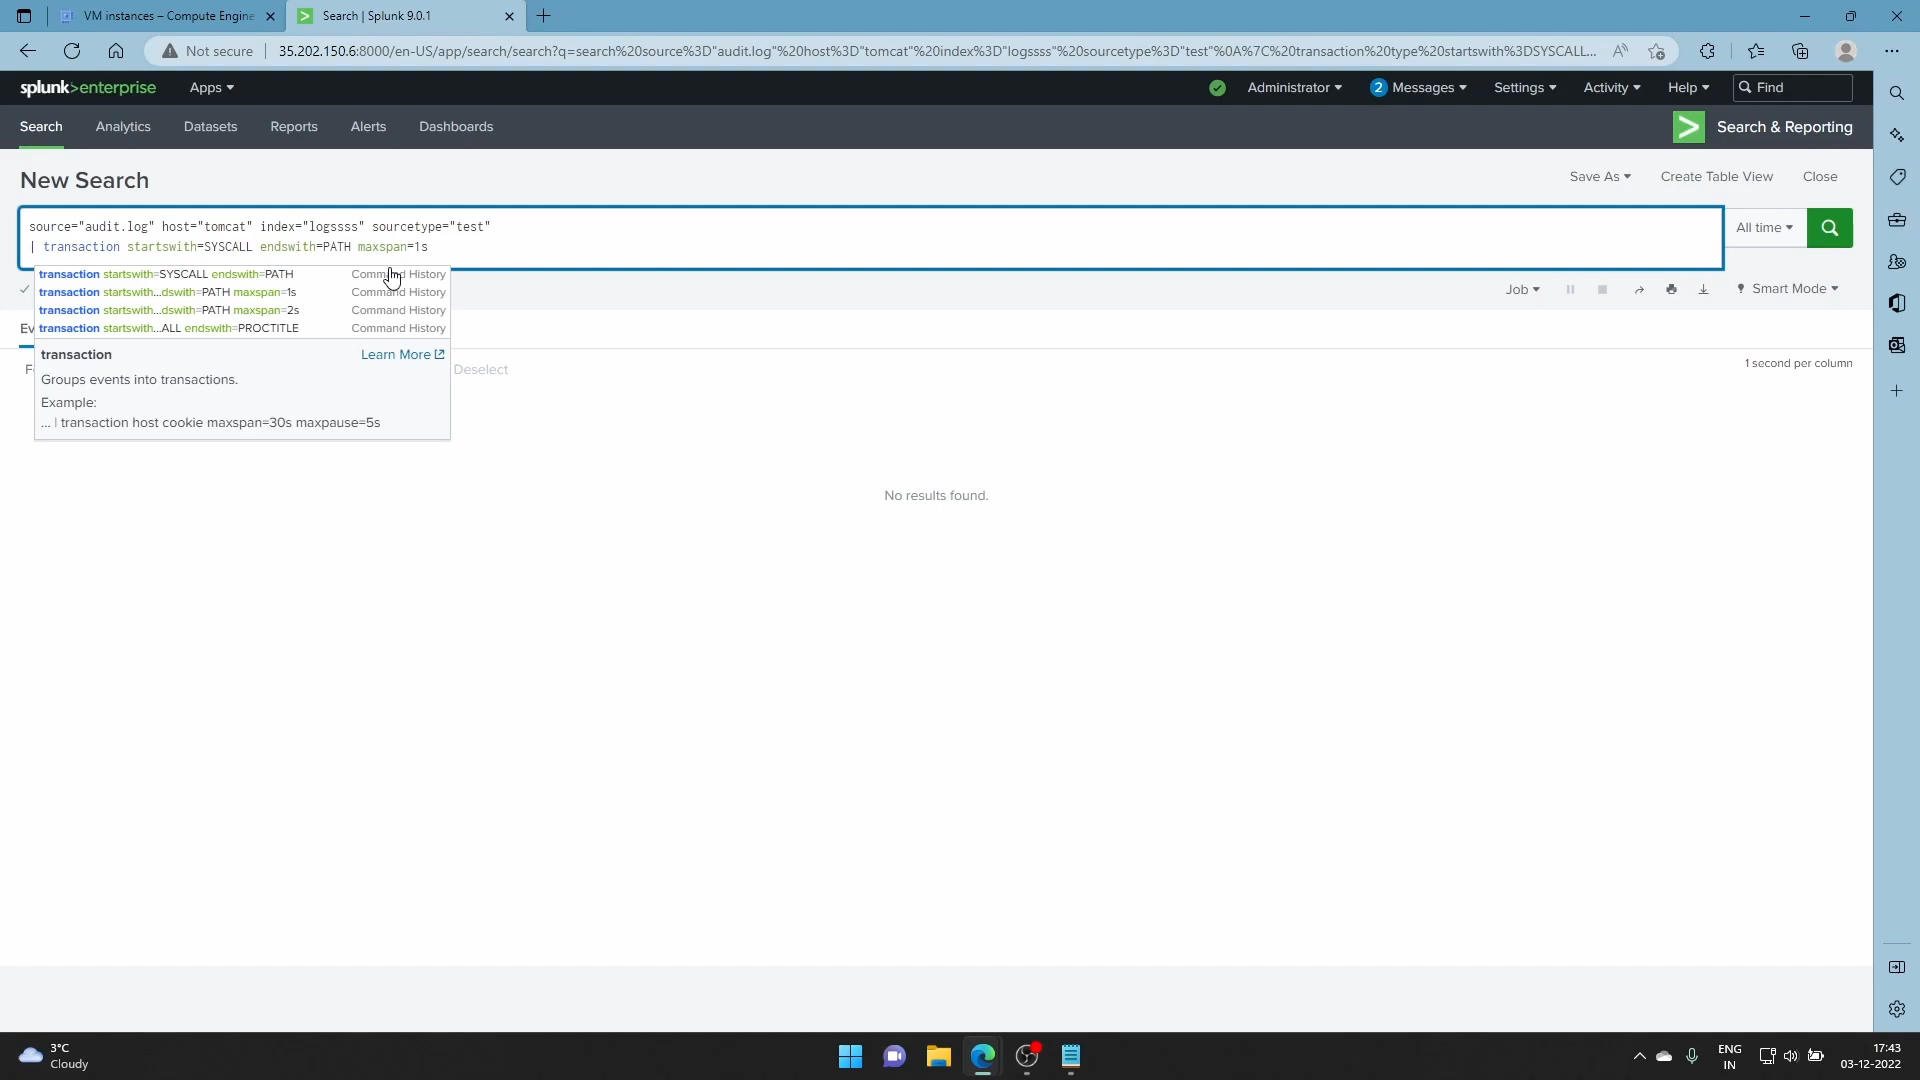 VM instances – Compute Engine
Search | Splunk 9.0.1
Not secure
35.202.150.6:8000/en-US/app/search/search?q=search%20source%3D"audit.log"%20host%3D"tomcat"%20index%3D"logssss"%20sourcetype%3D"test"%0A%7C%20transaction%20type%20startswith%3DSYSCALL...
splunk>enterprise
Apps
Administrator
2 Messages
Settings
Activity
Help
Find
Search
Analytics
Datasets
Reports
Alerts
Dashboards
Search & Reporting
New Search
Save As
Create Table View
Close
source="audit.log" host="tomcat" index="logssss" sourcetype="test"
| transaction startswith=SYSCALL endswith=PATH maxspan=1s
All time
transaction startswith=SYSCALL endswith=PATH Command History
transaction startswith...dswith=PATH maxspan=1s Command History
transaction startswith...dswith=PATH maxspan=2s Command History
transaction startswith...ALL endswith=PROCTITLE Command History
Job
Smart Mode
Ev
transaction
Learn More
Groups events into transactions.
Example:
... | transaction host cookie maxspan=30s maxpause=5s
F
Deselect
1 second per column
No results found.
3°C
Cloudy
ENG
IN
17:43
03-12-2022